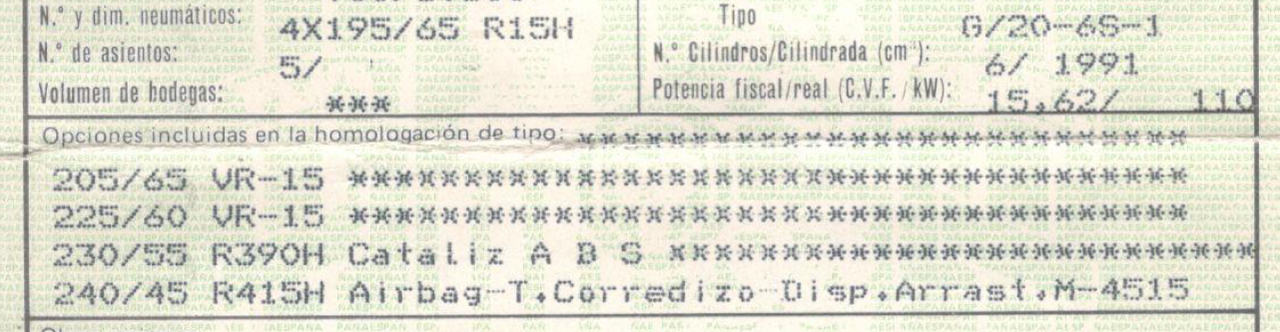 N.º y dim. neumáticos: 4X195/65 R15H
N.º de asientos: 5/
Volumen de bodegas: ***
Tipo G/20-6S-1
N.º Cilindros/Cilindrada (cm³): 6/ 1991
Potencia fiscal/real (C.V.F./kW): 15,62/ 110
Opciones incluidas en la homologación de tipo: ****************************
205/65 VR-15 **************************************
225/60 VR-15 **************************************
230/55 R390H Cataliz A B S ***************************
240/45 R415H Airbag-T.Corredizo-Disp.Arrast.M-4515